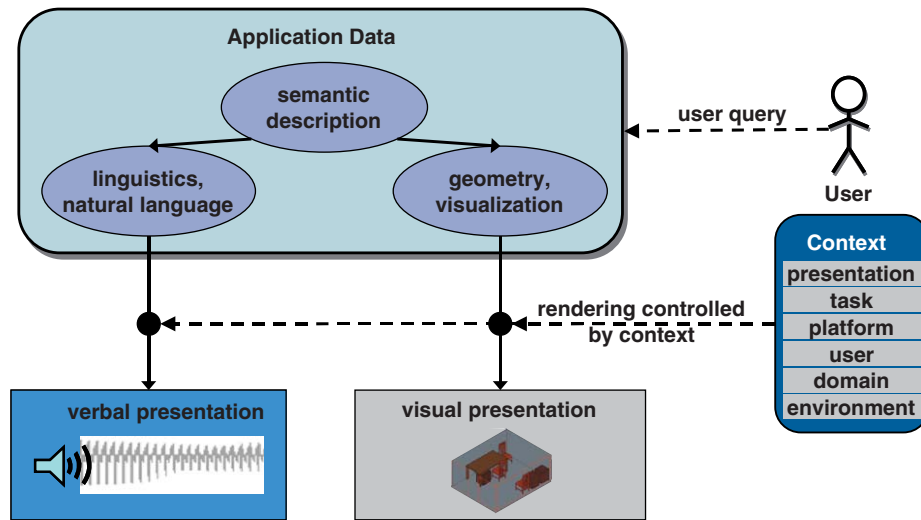 Application Data
semantic
description
linguistics,
natural language
geometry,
visualization
user query
User
Context
presentation
task
platform
user
domain
environment
rendering controlled
by context
verbal presentation
visual presentation